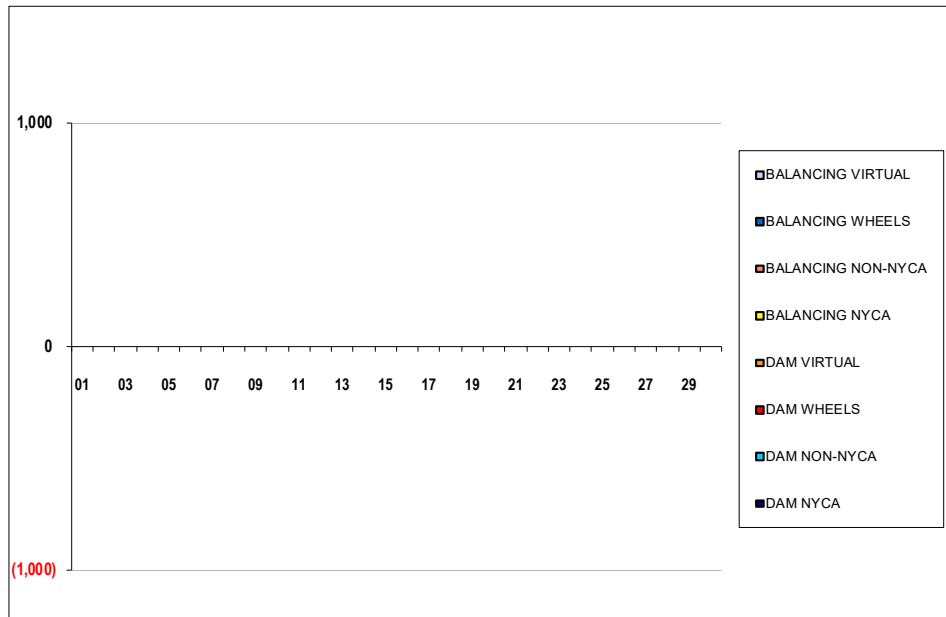 1,000
0
01 03 05 07 09 11 13 15 17 19 21 23 25 27 29
(1,000)
BALANCING VIRTUAL
BALANCING WHEELS
BALANCING NON-NYCA
BALANCING NYCA
DAM VIRTUAL
DAM WHEELS
DAM NON-NYCA
DAM NYCA